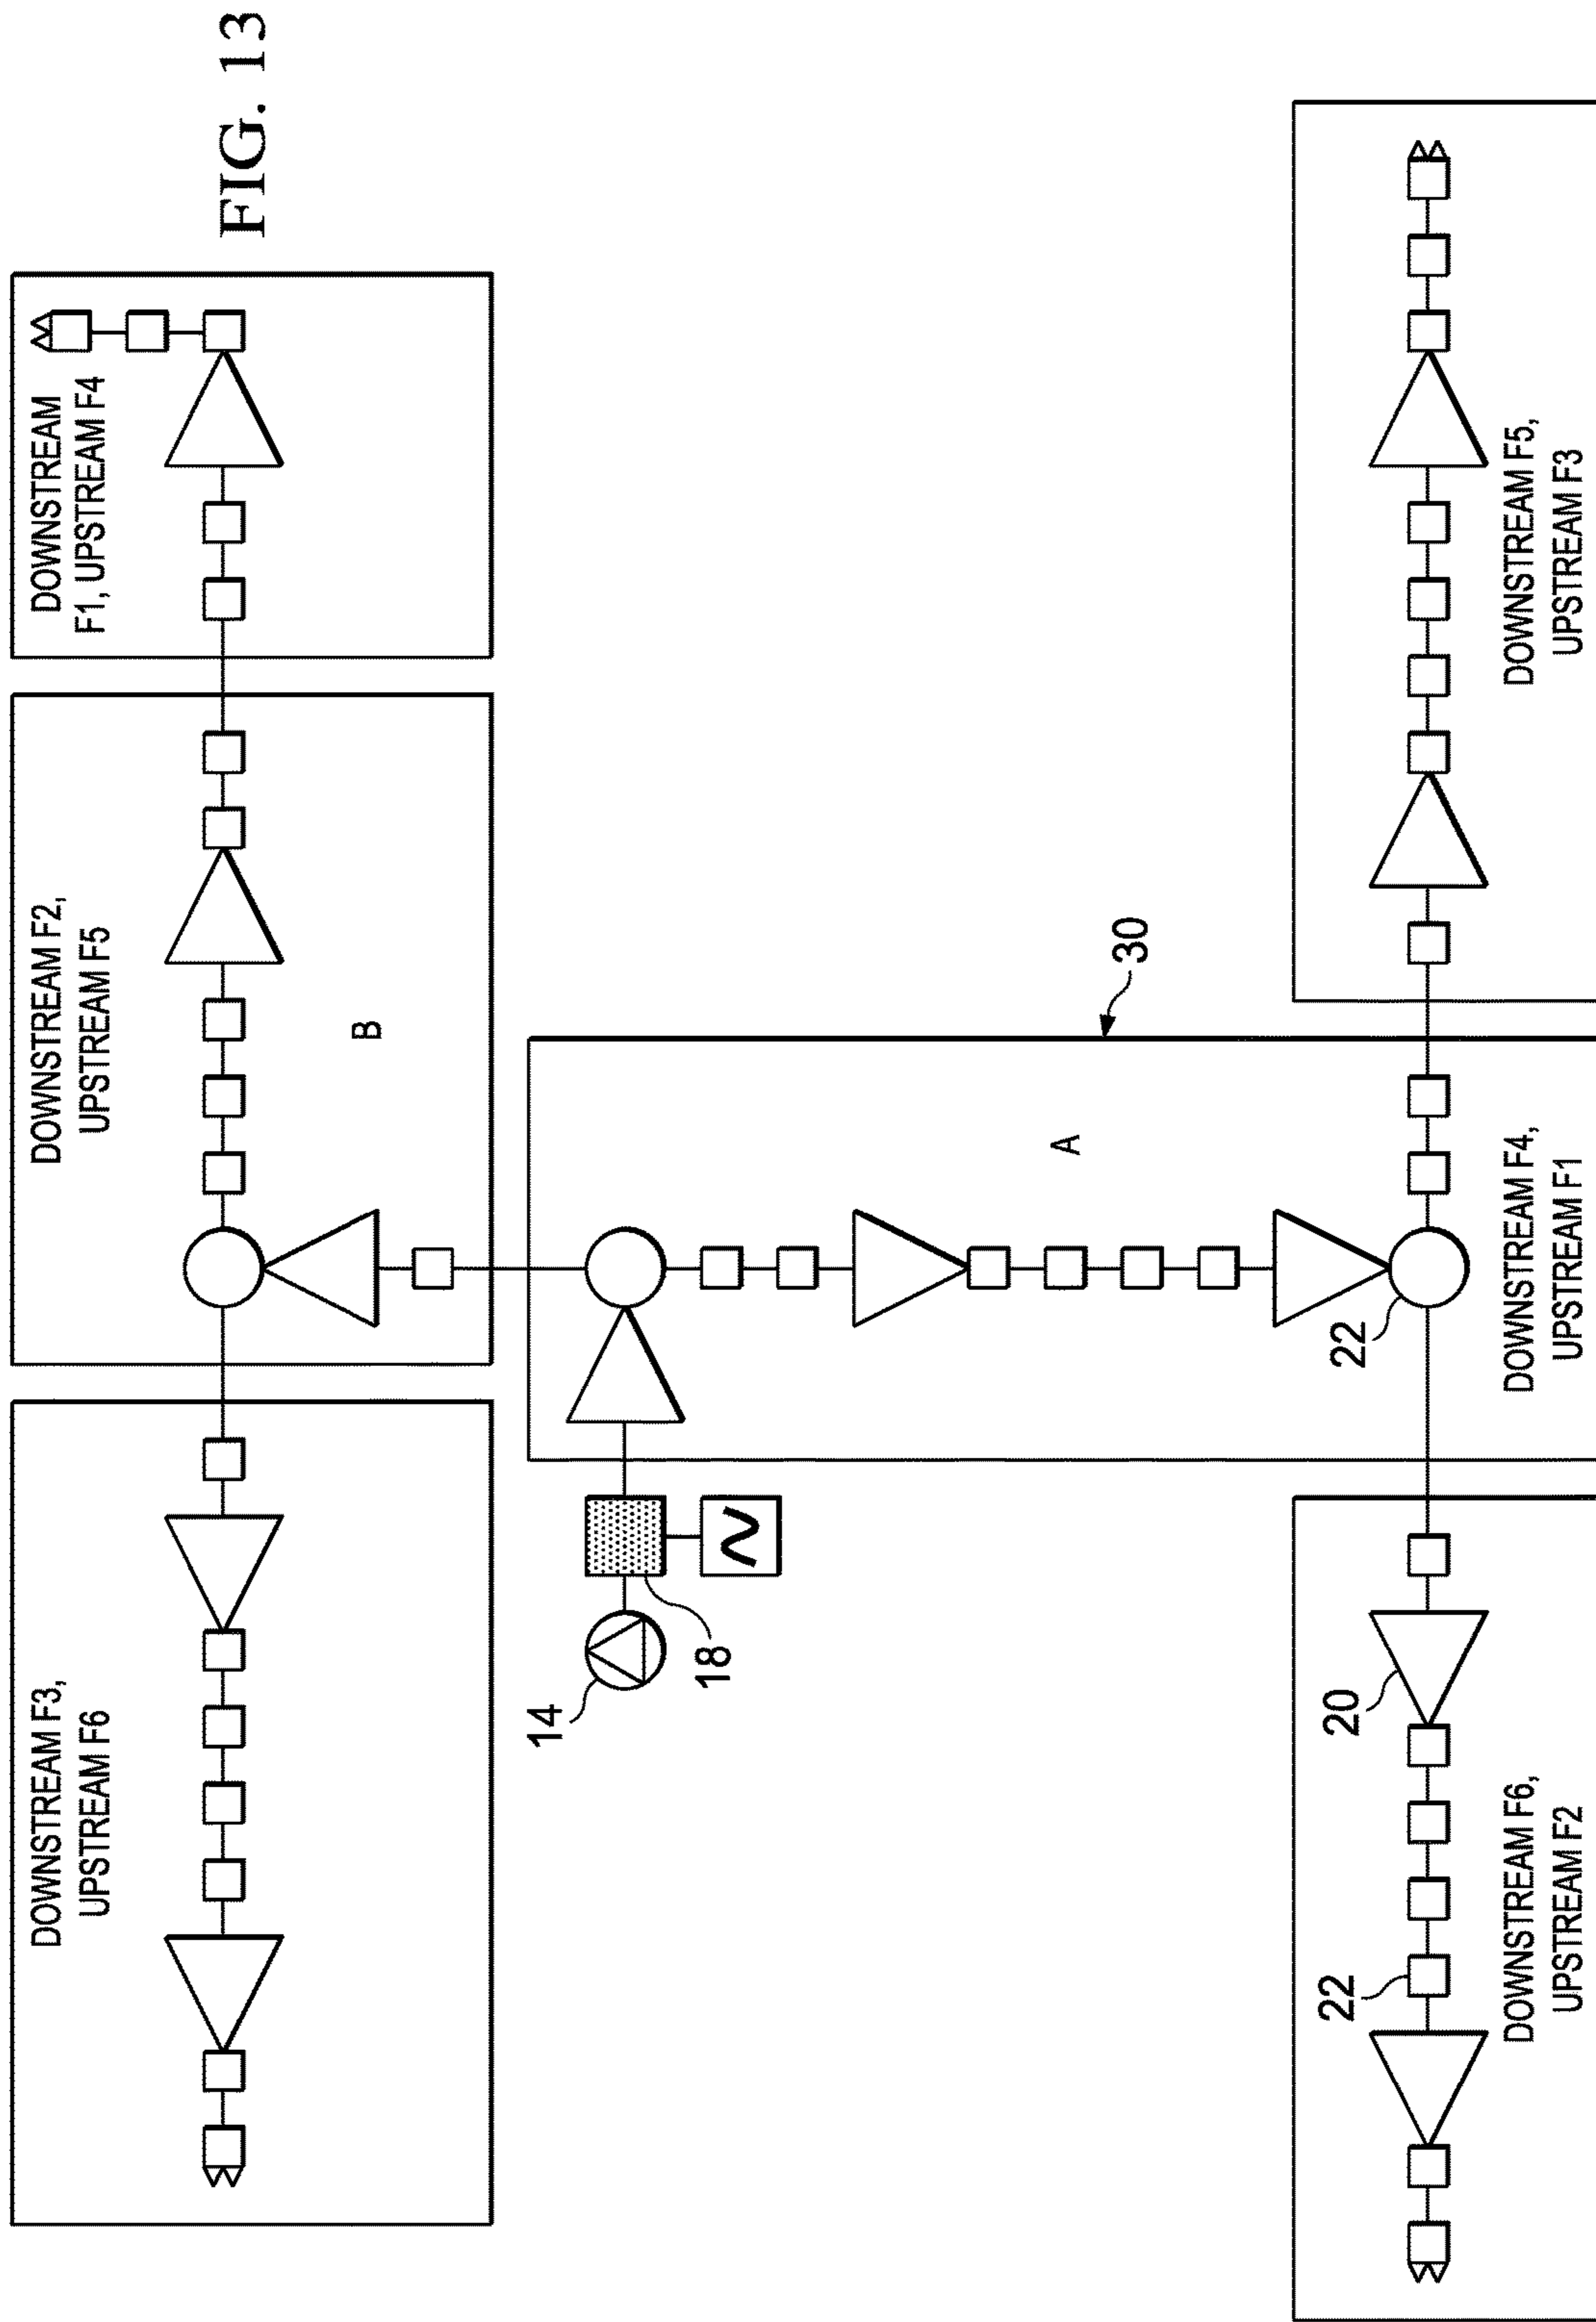 FIG. 13
DOWNSTREAM F3,
UPSTREAM F6
DOWNSTREAM F2,
UPSTREAM F5
B
DOWNSTREAM
F1, UPSTREAM F4
14
18
30
A
22
DOWNSTREAM F4,
UPSTREAM F1
22
20
DOWNSTREAM F6,
UPSTREAM F2
DOWNSTREAM F5,
UPSTREAM F3